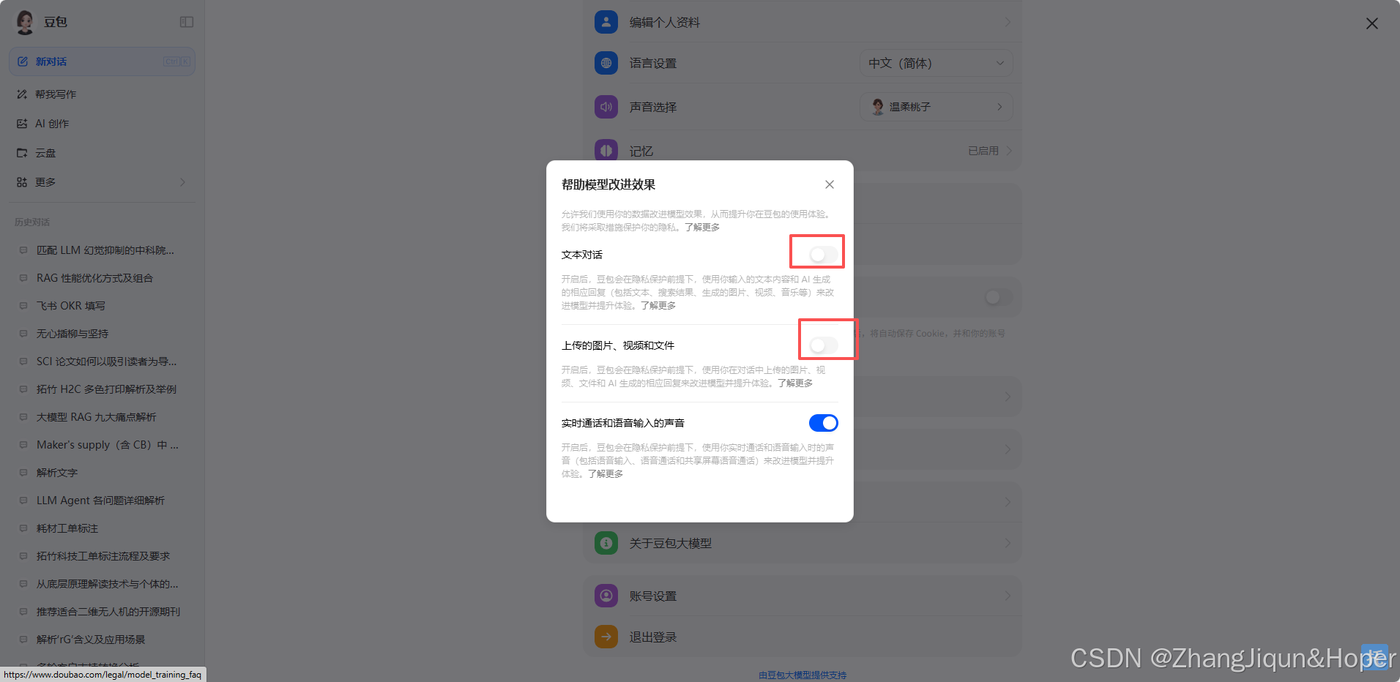 豆包
新对话
帮我写作
AI 创作
云盘
更多
历史对话
匹配 LLM 幻觉抑制的中科院...
RAG 性能优化方式及组合
飞书 OKR 填写
无心插柳与坚持
SCI 论文如何以吸引读者为导...
拓竹 H2C 多色打印解析及举例
大模型 RAG 九大痛点解析
Maker's supply（含 CB）中 ...
解析文字
LLM Agent 各问题详细解析
耗材工单标注
拓竹科技工单标注流程及要求
从底层原理解读技术与个体的...
推荐适合二维无人机的开源期刊
解析'rG'含义及应用场景
https://www.doubao.com/legal/model_training_faq
编辑个人资料
语言设置
中文（简体）
声音选择
温柔桃子
记忆
已启用
帮助模型改进效果
允许我们使用你的数据改进模型效果，从而提升你在豆包的使用体验。
我们将采取措施保护你的隐私。了解更多
文本对话
开启后，豆包会在隐私保护前提下，使用你输入的文本内容和 AI 生成
的相应回复（包括文本、搜索结果、生成的图片、视频、音乐等）来改
进模型并提升体验。了解更多
上传的图片、视频和文件
开启后，豆包会在隐私保护前提下，使用你在对话中上传的图片、视
频、文件和 AI 生成的相应回复来改进模型并提升体验。了解更多
实时通话和语音输入的声音
开启后，豆包会在隐私保护前提下，使用你实时通话和语音输入时的声
音（包括语音输入、语音通话和共享屏幕语音通话）来改进模型并提升
体验。了解更多
，将自动保存 Cookie，并和你的账号
关于豆包大模型
账号设置
退出登录
由豆包大模型提供支持
CSDN @ZhangJiqun&Hoper